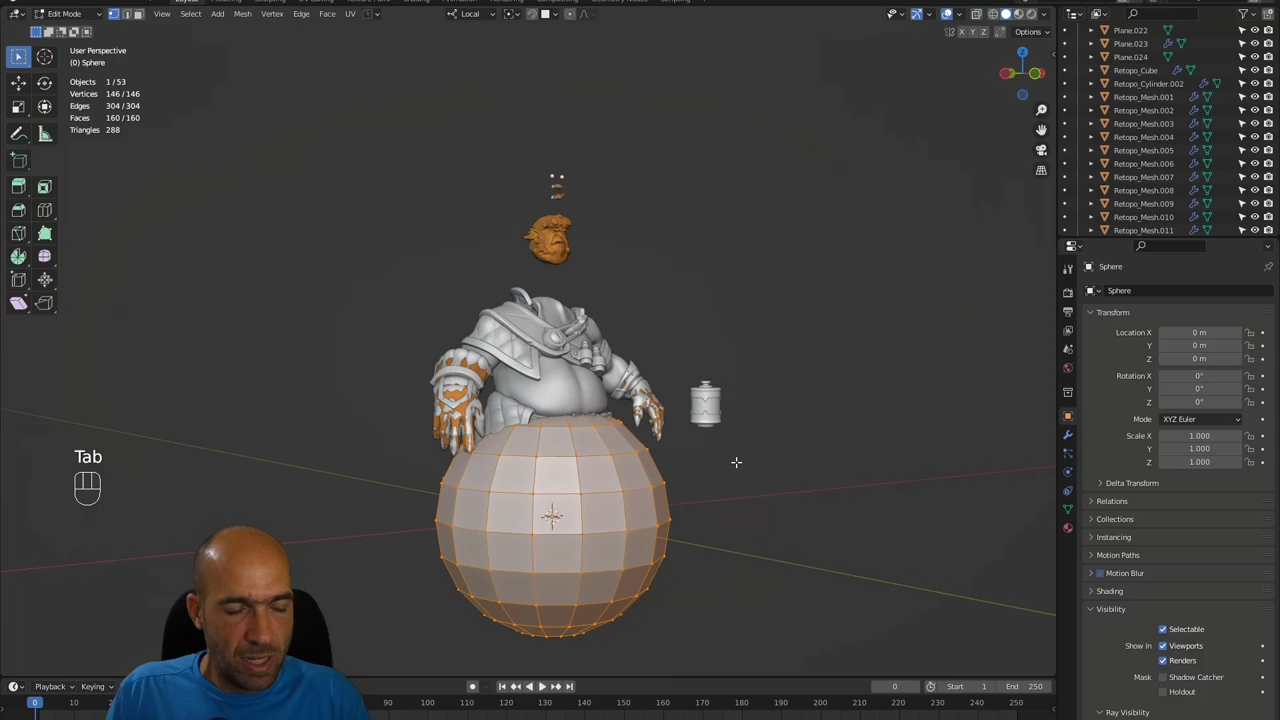 Edit Mode View Select Add Mesh Vertex Edge Face UV Local
X Y Z Options
User Perspective
(0) Sphere
Objects 1 / 53
Vertices 146 / 146
Edges 304 / 304
Faces 160 / 160
Triangles 288
Z
Plane.022
Plane.023
Plane.024
Retopo_Cube
Retopo_Cylinder.002
Retopo_Mesh.001
Retopo_Mesh.002
Retopo_Mesh.003
Retopo_Mesh.004
Retopo_Mesh.005
Retopo_Mesh.006
Retopo_Mesh.007
Retopo_Mesh.008
Retopo_Mesh.009
Retopo_Mesh.010
Retopo_Mesh.011
Sphere
Sphere
Transform
Location X 0 m
Y 0 m
Z 0 m
Rotation X 0°
Y 0°
Z 0°
Mode XYZ Euler
Scale X 1.000
Y 1.000
Z 1.000
Delta Transform
Relations
Collections
Instancing
Motion Paths
Motion Blur
Shading
Visibility
Selectable
Show In Viewports
Renders
Mask Shadow Catcher
Holdout
Ray Visibility
Tab
Playback Keying 0 Start 1 End 250
0 10 80 90 100 110 120 130 140 150 160 170 180 190 200 210 220 230 240 250